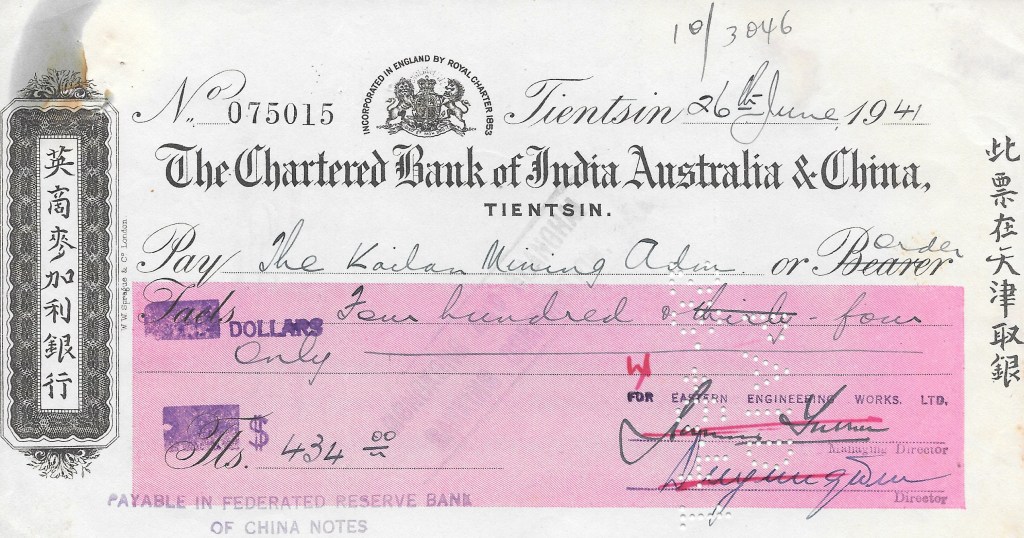 10/3046
No. 075015
INCORPORATED IN ENGLAND BY ROYAL CHARTER 1853
Tientsin 26th June, 1941
The Chartered Bank of India Australia & China,
TIENTSIN.
Pay The Kailan Mining Adm. or Bearer order
Taels DOLLARS Four hundred & thirty-four
only
FOR EASTERN ENGINEERING WORKS. LTD.
Managing Director
Tls. $ 434 00
Director
PAYABLE IN FEDERATED RESERVE BANK
OF CHINA NOTES
英商麥加利銀行
W W Sprague & Co. London
此票在天津取銀